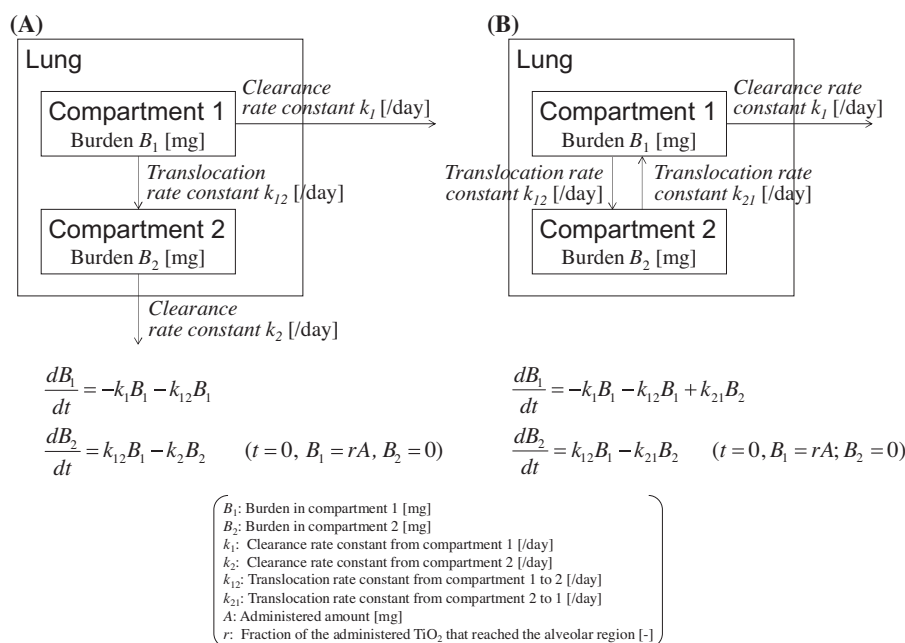 (A)
Lung
Compartment 1
Burden B₁ [mg]
Clearance
rate constant k₁ [/day]
Translocation
rate constant k₁₂ [/day]
Compartment 2
Burden B₂ [mg]
Clearance
rate constant k₂ [/day]
dB₁/dt = −k₁B₁ − k₁₂B₁
dB₂/dt = k₁₂B₁ − k₂B₂ (t=0, B₁ = rA, B₂ = 0)
(B)
Lung
Compartment 1
Burden B₁ [mg]
Clearance rate
constant k₁ [/day]
Translocation rate
constant k₁₂ [/day]
Translocation rate
constant k₂₁ [/day]
Compartment 2
Burden B₂ [mg]
dB₁/dt = −k₁B₁ − k₁₂B₁ + k₂₁B₂
dB₂/dt = k₁₂B₁ − k₂₁B₂ (t=0, B₁ = rA; B₂ = 0)
B₁: Burden in compartment 1 [mg]
B₂: Burden in compartment 2 [mg]
k₁: Clearance rate constant from compartment 1 [/day]
k₂: Clearance rate constant from compartment 2 [/day]
k₁₂: Translocation rate constant from compartment 1 to 2 [/day]
k₂₁: Translocation rate constant from compartment 2 to 1 [/day]
A: Administered amount [mg]
r: Fraction of the administered TiO₂ that reached the alveolar region [-]